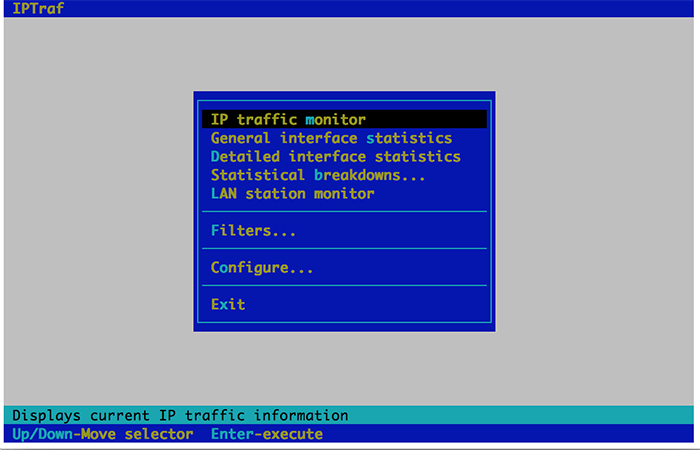 IPTraf
IP traffic monitor
General interface statistics
Detailed interface statistics
Statistical breakdowns...
LAN station monitor
Filters...
Configure...
Exit
Displays current IP traffic information
Up/Down-Move selector  Enter-execute